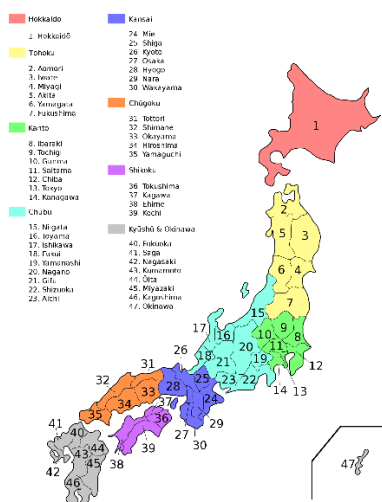 Hokkaido
1. Hokkaidō
Tohoku
2. Aomori
3. Iwate
4. Miyagi
5. Akita
6. Yamagata
7. Fukushima
Kanto
8. Ibaraki
9. Tochigi
10. Gunma
11. Saitama
12. Chiba
13. Tokyo
14. Kanagawa
Chūbu
15. Niigata
16. Toyama
17. Ishikawa
18. Fukui
19. Yamanashi
20. Nagano
21. Gifu
22. Shizuoka
23. Aichi
Kansai
24. Mie
25. Shiga
26. Kyoto
27. Osaka
28. Hyogo
29. Nara
30. Wakayama
Chūgoku
31. Tottori
32. Shimane
33. Okayama
34. Hiroshima
35. Yamaguchi
Shikoku
36. Tokushima
37. Kagawa
38. Ehime
39. Kochi
Kyūshū & Okinawa
40. Fukuoka
41. Saga
42. Nagasaki
43. Kumamoto
44. Ōita
45. Miyazaki
46. Kagoshima
47. Okinawa
1
2
5
3
6
4
7
15
17
16
10
9
8
11
26
18
20
31
21
19
12
32
28
25
23
22
13
14
33
37
24
34
36
35
41
40
27
29
30
44
43
45
42
38
39
46
47